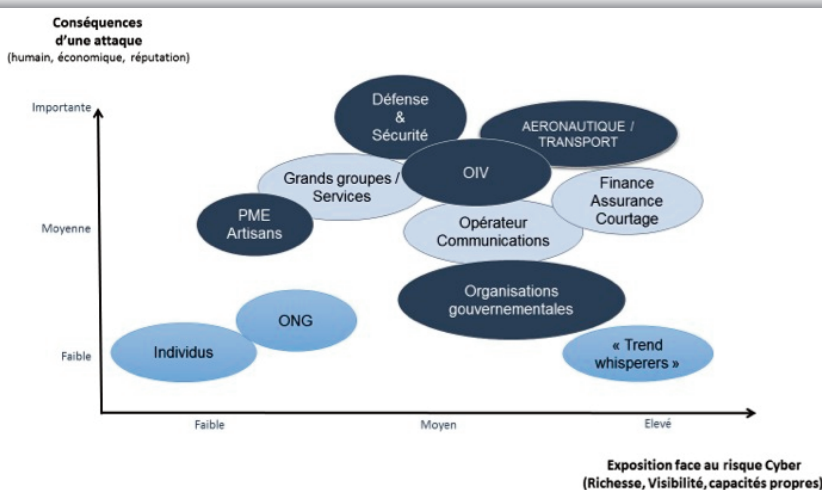 Conséquences
d'une attaque
(humain, économique, réputation)
Importante
Défense
&
Sécurité
AERONAUTIQUE /
TRANSPORT
Grands groupes /
Services
OIV
Finance
Assurance
Courtage
PME
Artisans
Moyenne
Opérateur
Communications
Organisations
gouvernementales
ONG
Individus
Faible
« Trend
whisperers »
Faible
Moyen
Elevé
Exposition face au risque Cyber
(Richesse, Visibilité, capacités propres)